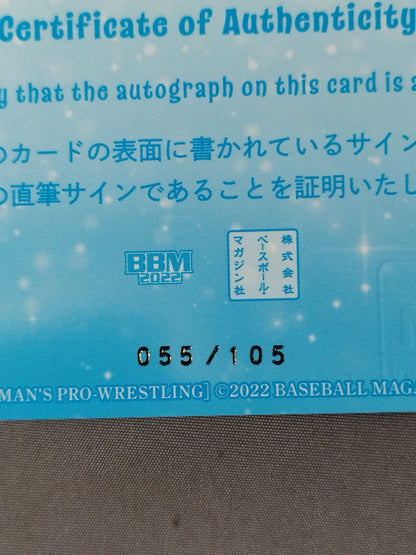 Certificate of Authenticity
y that the autograph on this card is a
のカードの表面に書かれているサイン
の直筆サインであることを証明いたし
BBM
2022
株式会社
ベースボール・
マガジン社
055/105
MAN'S PRO-WRESTLING] ©2022 BASEBALL MAGA